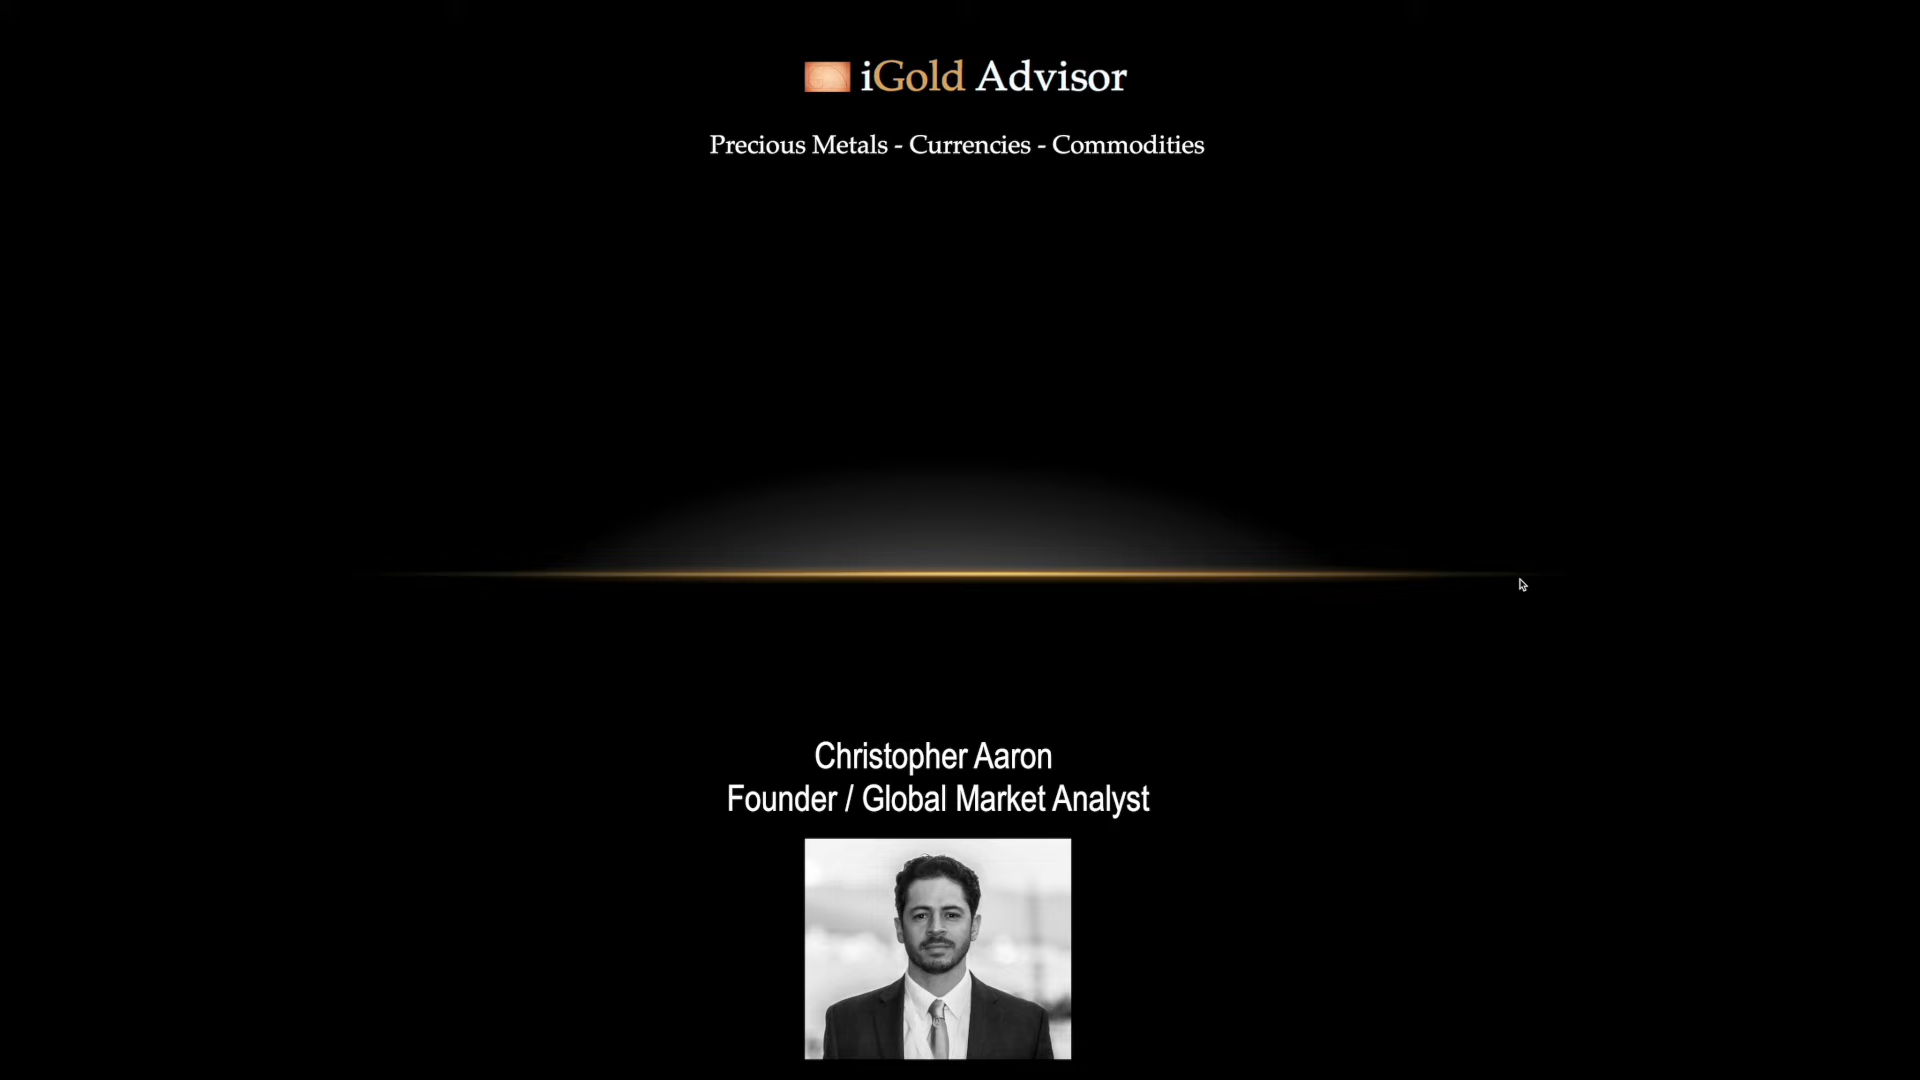 iGold Advisor
Precious Metals - Currencies - Commodities
Christopher Aaron
Founder / Global Market Analyst